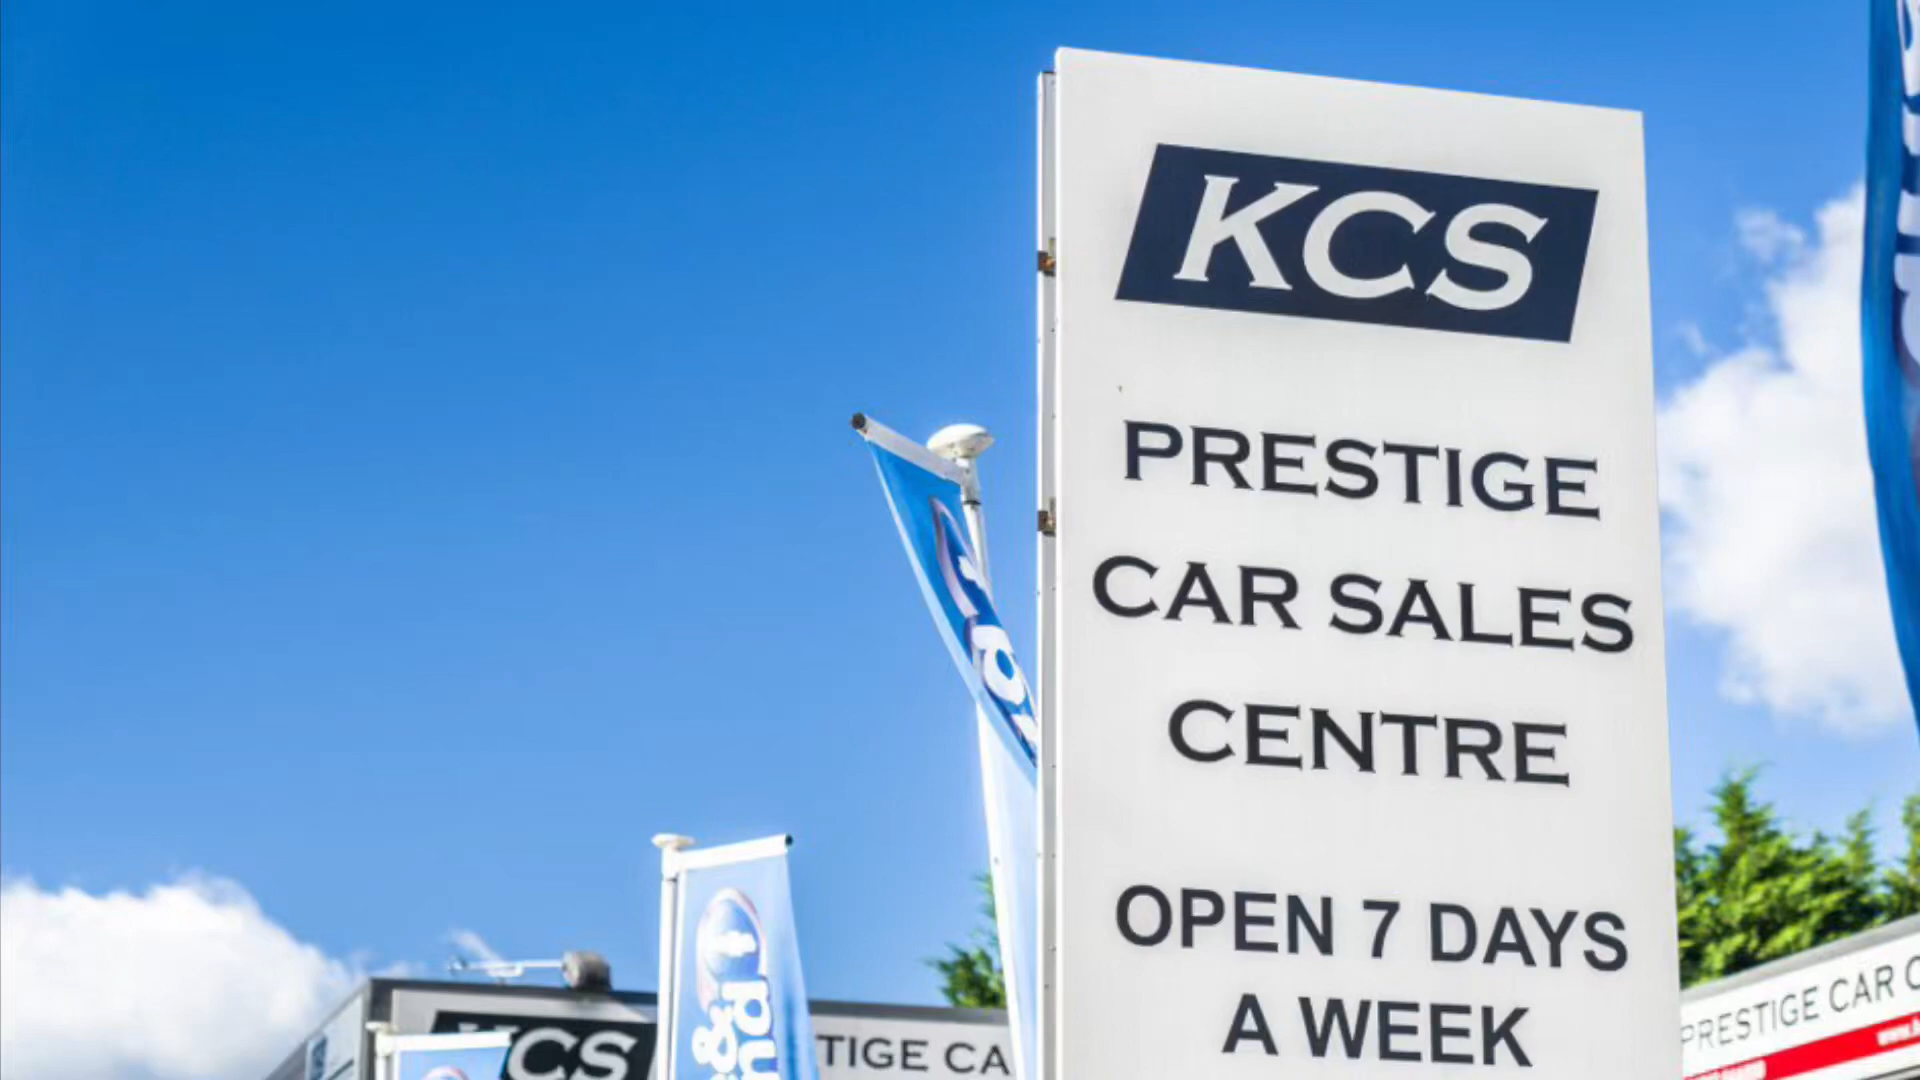 KCS
PRESTIGE
CAR SALES
CENTRE
OPEN 7 DAYS
A WEEK
KCS
TIGE CA
PRESTIGE CAR